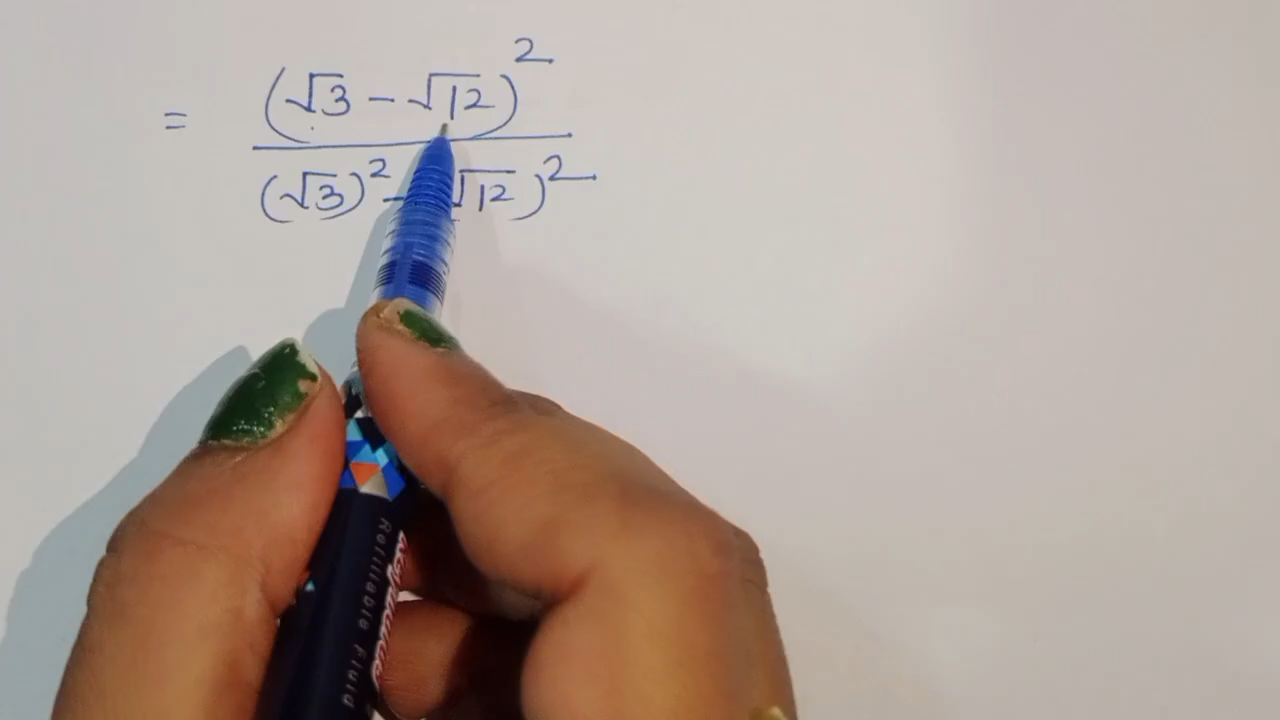 = (√3 − √12)²
(√3)² − √12)²
Refillable Fluid